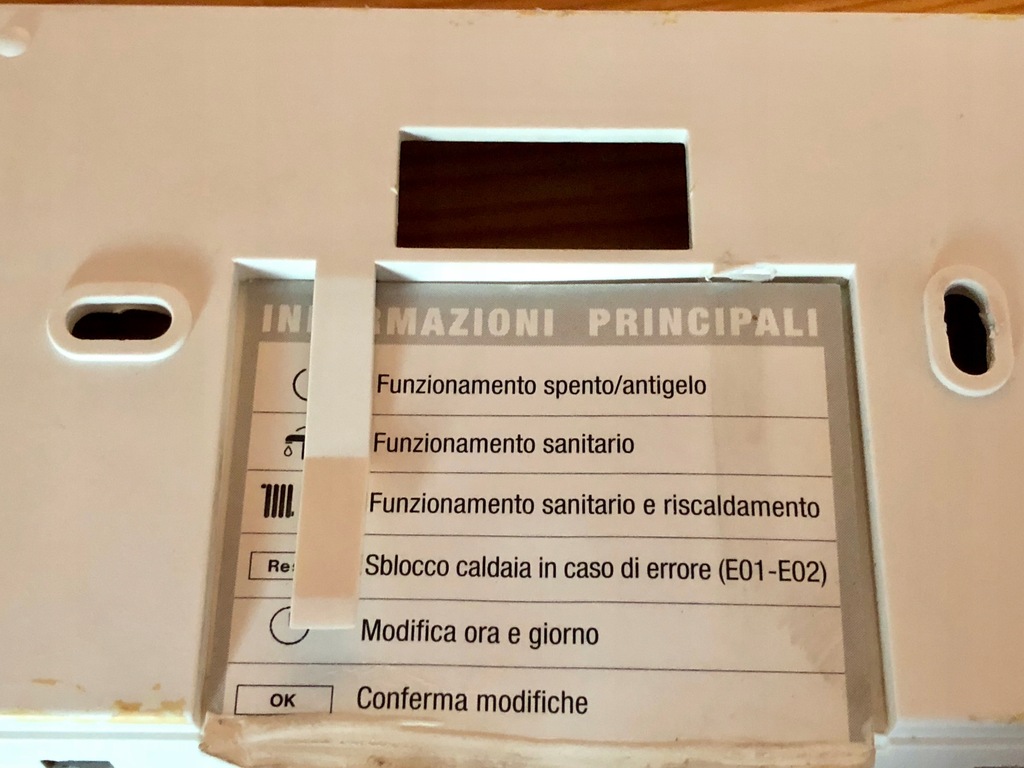 PRINCIPALI
Funzionamento spento/antigelo
Funzionamento sanitario
Funzionamento sanitario e riscaldamento
Sblocco caldaia in caso di errore (E01-E02)
Modifica ora e giorno
OK Conferma modifiche